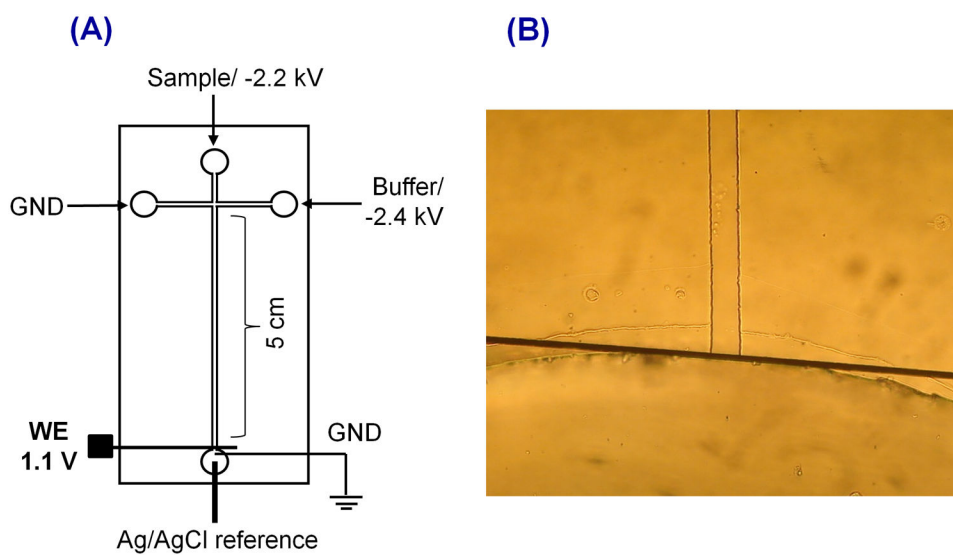 (A)
(B)
Sample/ -2.2 kV
GND
Buffer/
-2.4 kV
5 cm
WE
1.1 V
GND
Ag/AgCl reference